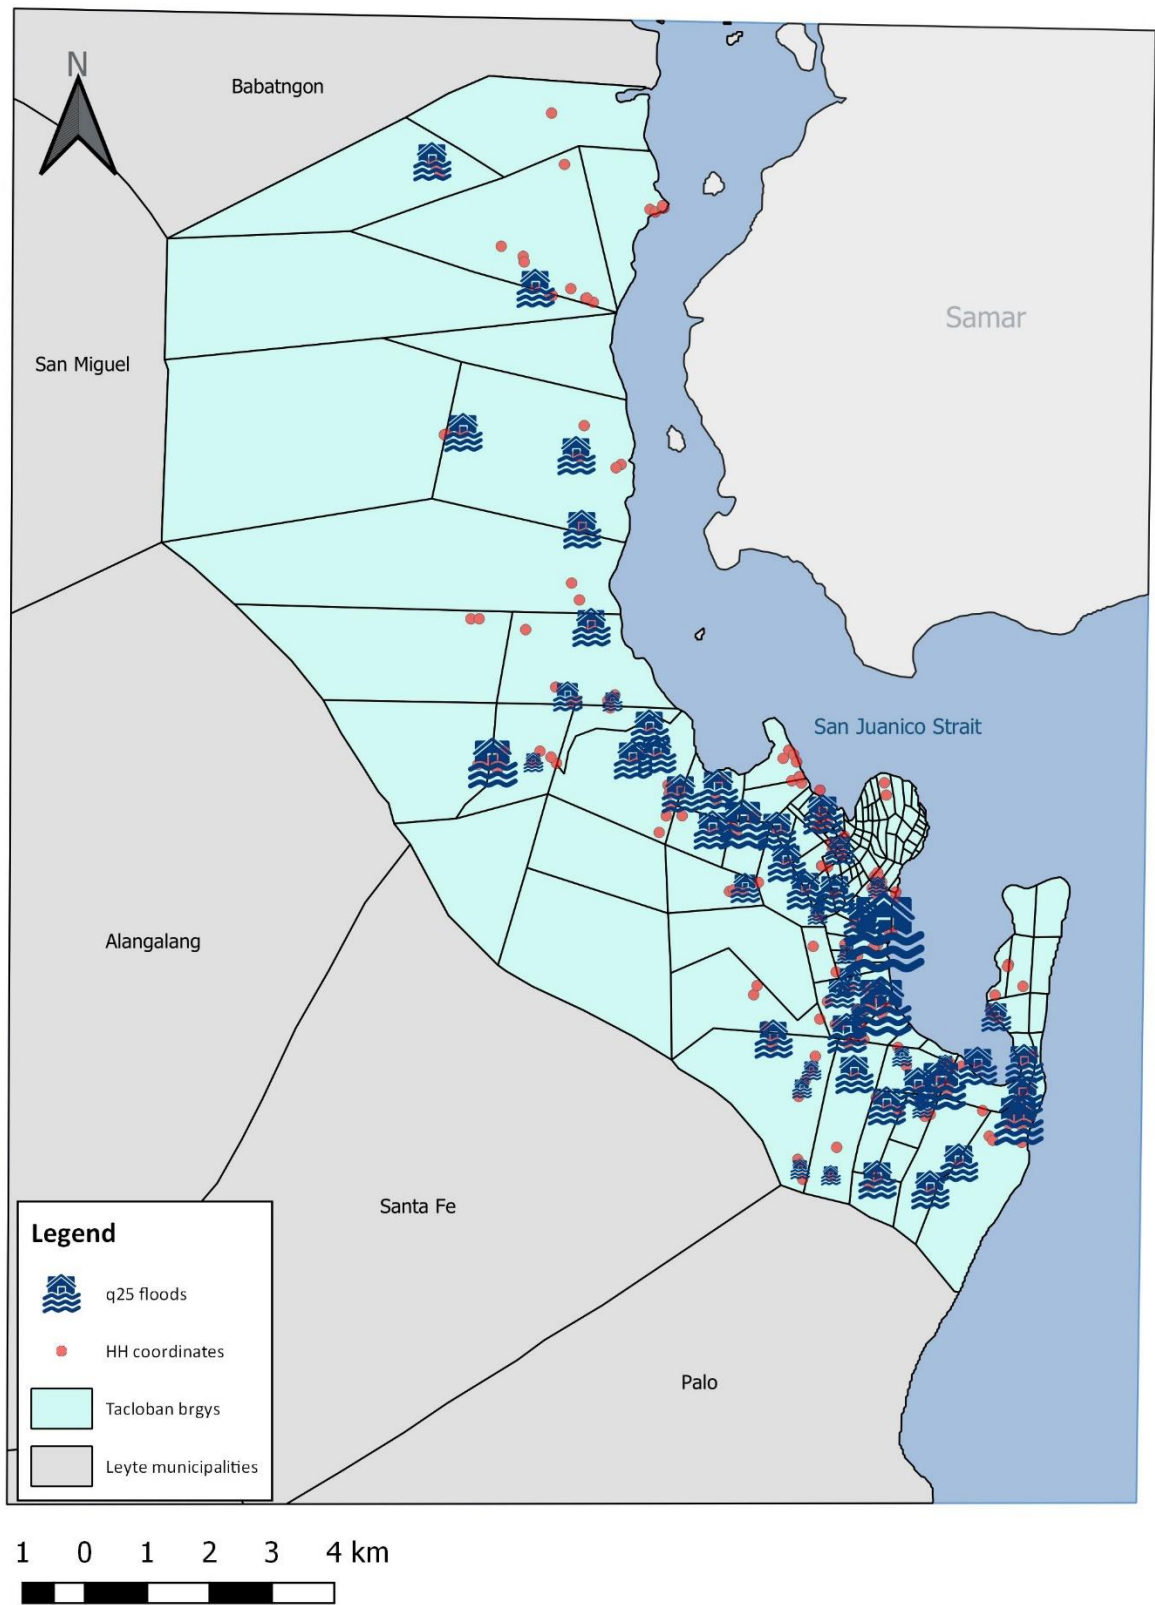 N
Babatngon
Samar
San Miguel
San Juanico Strait
Alangalang
Santa Fe
Palo
Legend
q25 floods
HH coordinates
Tacloban brgys
Leyte municipalities
1 0 1 2 3 4 km